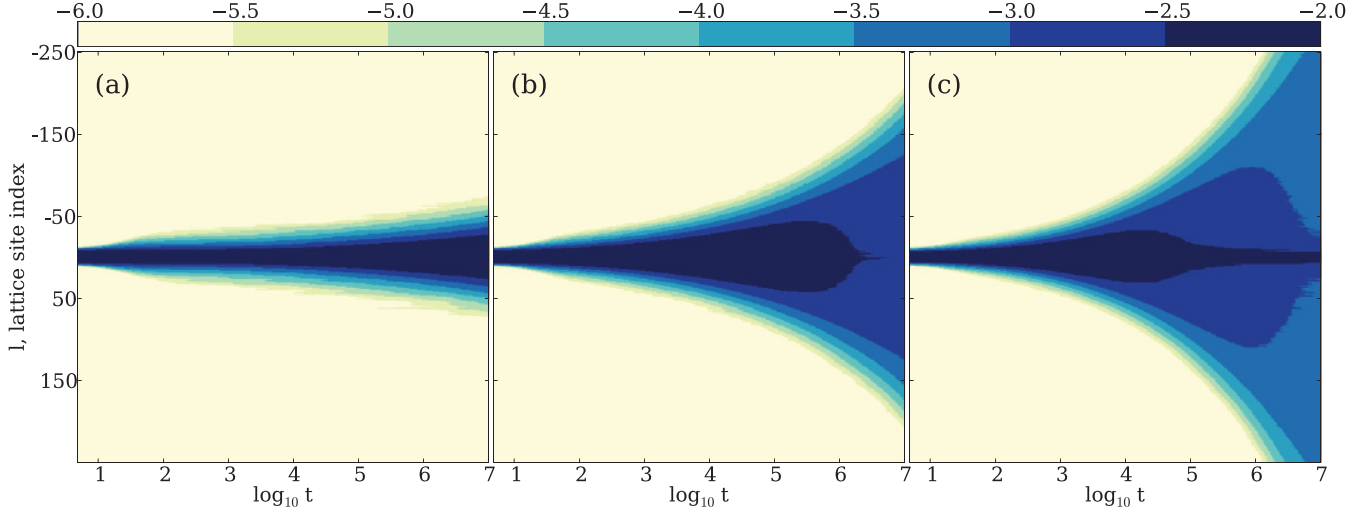 −6.0 −5.5 −5.0 −4.5 −4.0 −3.5 −3.0 −2.5 −2.0
(a) (b) (c)
l, lattice site index
-250
-150
-50
50
150
1 2 3 4 5 6 7 1 2 3 4 5 6 7 1 2 3 4 5 6 7
log₁₀ t log₁₀ t log₁₀ t